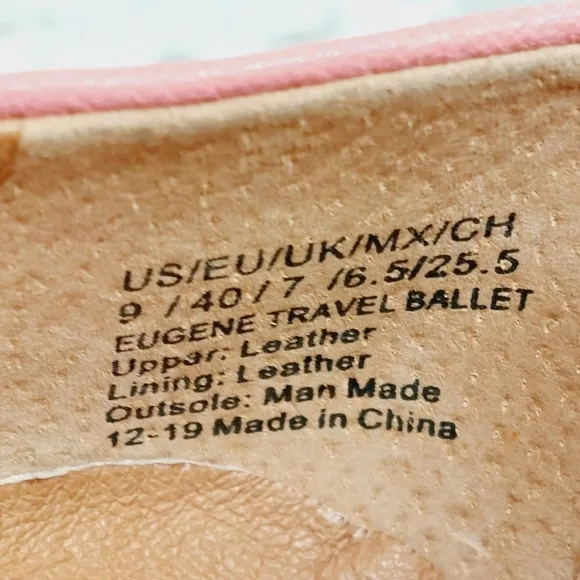 US/EU/UK/MX/CH
9 /40/7 /6.5/25.5
EUGENE TRAVEL BALLET
Uppar: Leather
Lining: Leather
Outsole: Man Made
12-19 Made in China